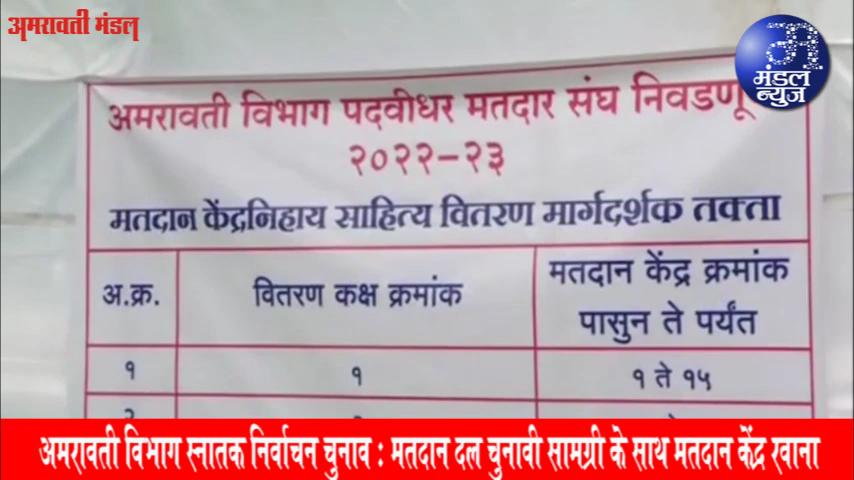 अमरावती मंडल
मंडल
न्युज
अमरावती विभाग पदवीधर मतदार संघ निवडणू
२०२२-२३
मतदान केंद्रनिहाय साहित्य वितरण मार्गदर्शक तक्ता
अ.क्र.
वितरण कक्ष क्रमांक
मतदान केंद्र क्रमांक
पासुन ते पर्यंत
१
१
१ ते १५
अमरावती विभाग स्नातक निर्वाचन चुनाव : मतदान दल चुनावी सामग्री के साथ मतदान केंद्र रवाना